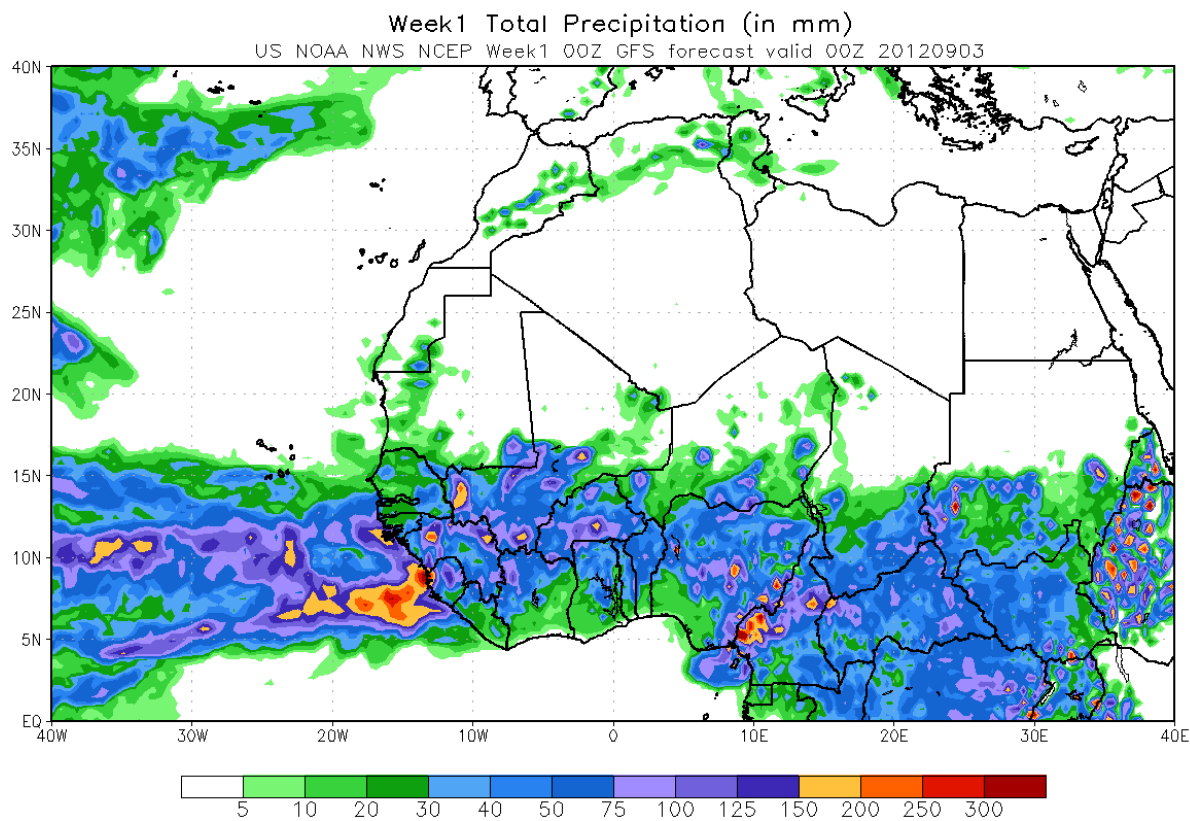 Week1 Total Precipitation (in mm)
US NOAA NWS NCEP Week1 00Z GFS forecast valid 00Z 20120903
40N
35N
30N
25N
20N
15N
10N
5N
EQ
40W 30W 20W 10W 0 10E 20E 30E 40E
5 10 20 30 40 50 75 100 125 150 200 250 300